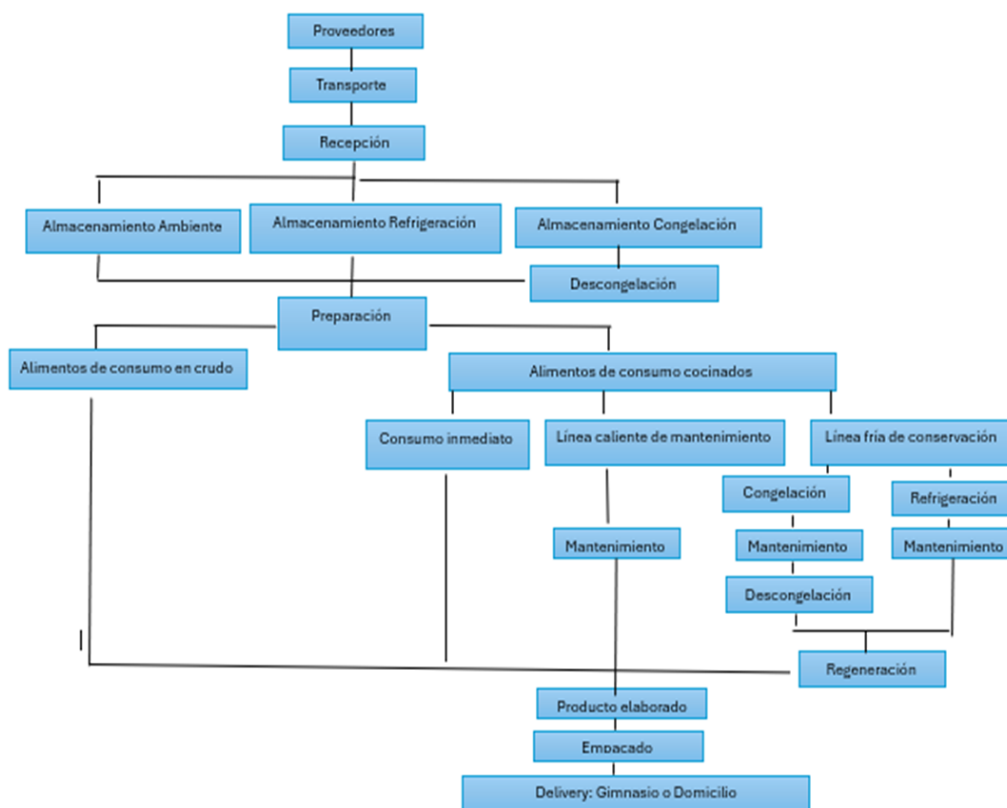 Proveedores
Transporte
Recepción
Almacenamiento Ambiente
Almacenamiento Refrigeración
Almacenamiento Congelación
Descongelación
Preparación
Alimentos de consumo en crudo
Alimentos de consumo cocinados
Consumo inmediato
Línea caliente de mantenimiento
Línea fría de conservación
Congelación
Refrigeración
Mantenimiento
Mantenimiento
Mantenimiento
Descongelación
Regeneración
Producto elaborado
Empacado
Delivery: Gimnasio o Domicilio